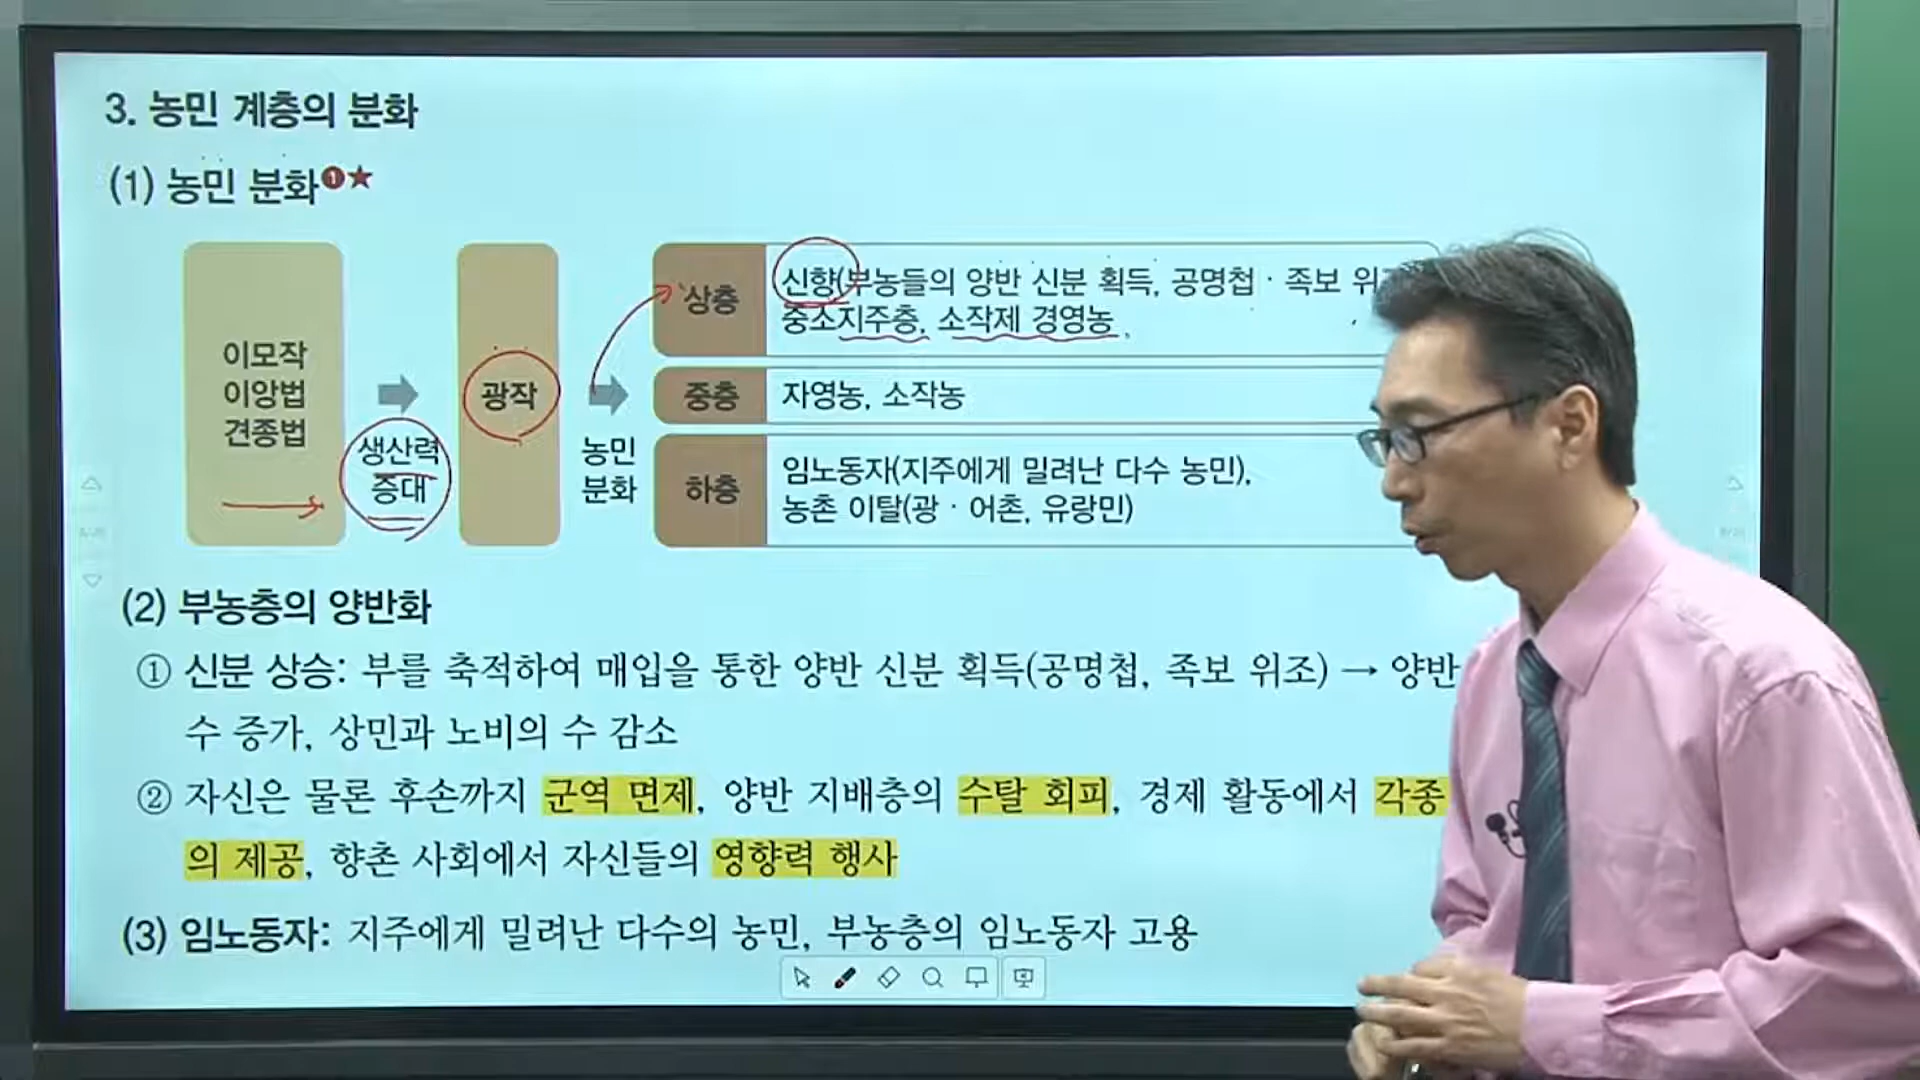 3. 농민 계층의 분화
(1) 농민 분화❶★
이모작
이앙법
견종법
생산력
증대
광작
농민
분화
상층
신향(부농들의 양반 신분 획득, 공명첩 · 족보
중소지주층, 소작제 경영농
중층
자영농, 소작농
하층
임노동자(지주에게 밀려난 다수 농민),
농촌 이탈(광 · 어촌, 유랑민)
(2) 부농층의 양반화
① 신분 상승: 부를 축적하여 매입을 통한 양반 신분 획득(공명첩, 족보 위조) → 양반
수 증가, 상민과 노비의 수 감소
② 자신은 물론 후손까지 군역 면제, 양반 지배층의 수탈 회피, 경제 활동에서 각종
의 제공, 향촌 사회에서 자신들의 영향력 행사
(3) 임노동자: 지주에게 밀려난 다수의 농민, 부농층의 임노동자 고용